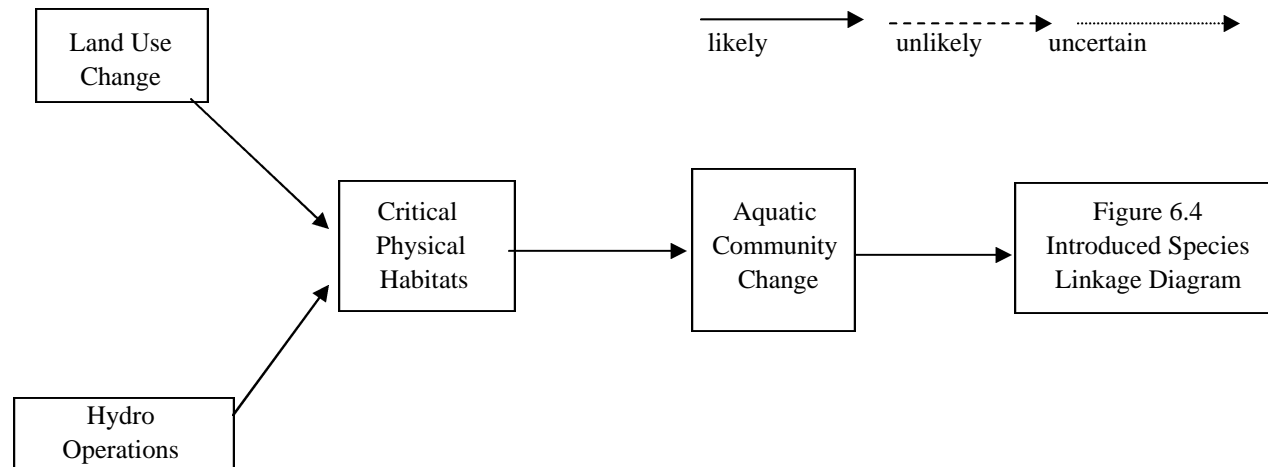 Land Use
Change
likely
unlikely
uncertain
Critical
Physical
Habitats
Aquatic
Community
Change
Figure 6.4
Introduced Species
Linkage Diagram
Hydro
Operations